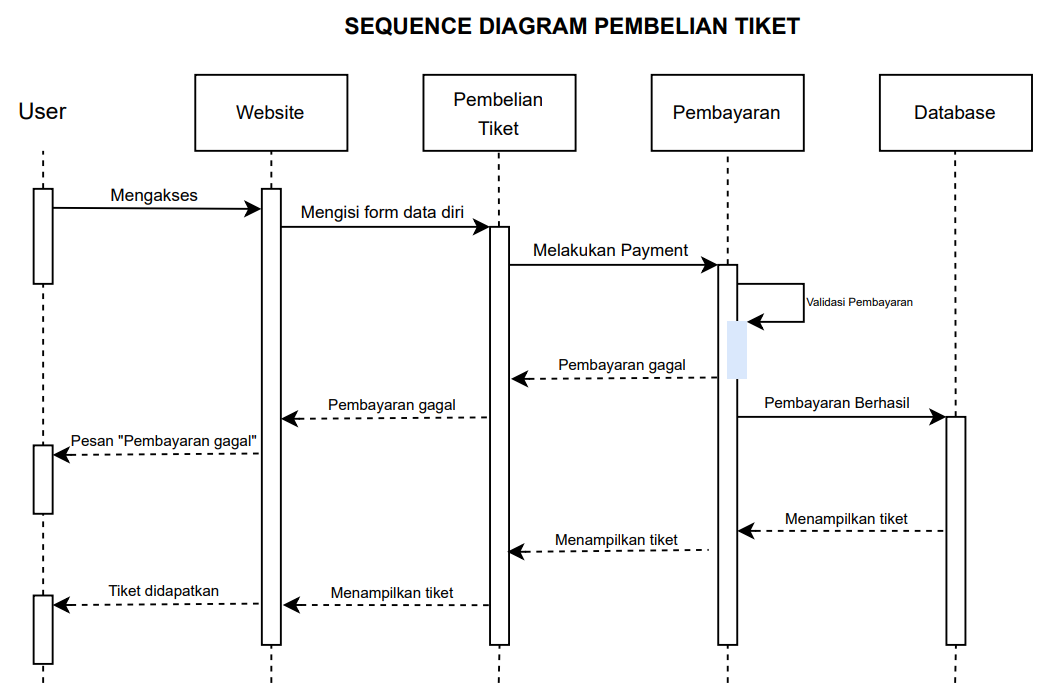 SEQUENCE DIAGRAM PEMBELIAN TIKET
User
Website
Pembelian
Tiket
Pembayaran
Database
Mengakses
Mengisi form data diri
Melakukan Payment
Validasi Pembayaran
Pembayaran gagal
Pembayaran Berhasil
Pembayaran gagal
Pesan "Pembayaran gagal"
Menampilkan tiket
Menampilkan tiket
Tiket didapatkan
Menampilkan tiket